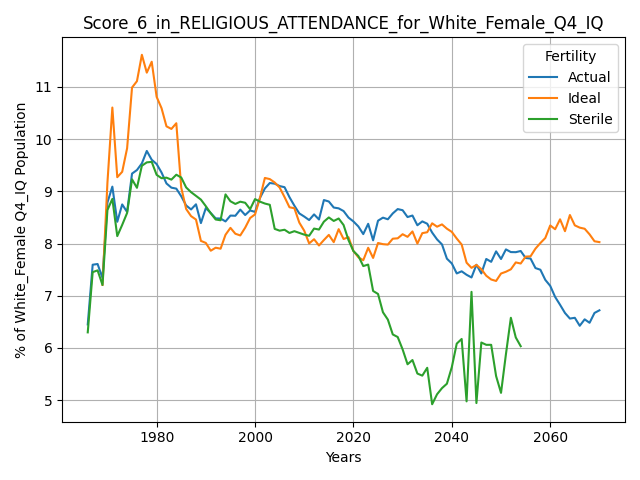 Score_6_in_RELIGIOUS_ATTENDANCE_for_White_Female_Q4_IQ
Fertility
Actual
Ideal
Sterile
% of White_Female Q4_IQ Population
11
10
9
8
7
6
5
1980 2000 2020 2040 2060
Years